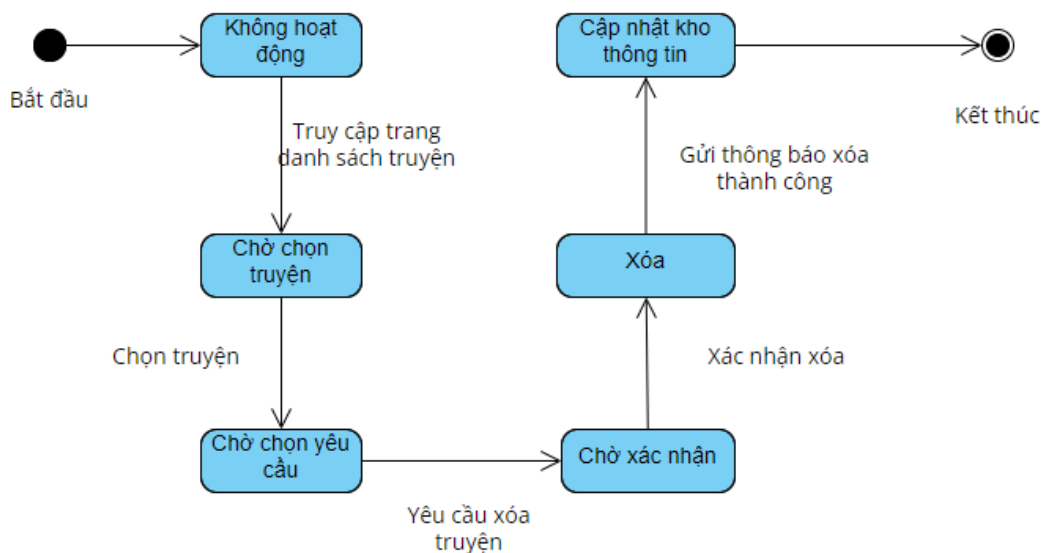 Không hoạt
động
Cập nhật kho
thông tin
Bắt đầu
Kết thúc
Truy cập trang
danh sách truyện
Gửi thông báo xóa
thành công
Chờ chọn
truyện
Xóa
Chọn truyện
Xác nhận xóa
Chờ chọn yêu
cầu
Chờ xác nhận
Yêu cầu xóa
truyện